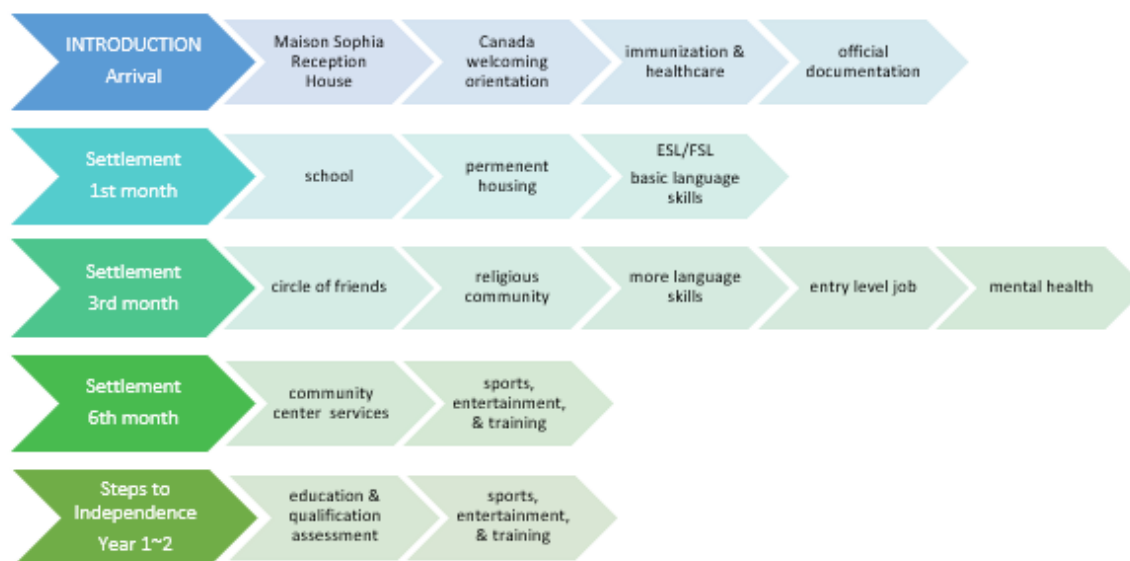 INTRODUCTION
Arrival
Maison Sophia
Reception
House
Canada
welcoming
orientation
immunization &
healthcare
official
documentation
Settlement
1st month
school
permenent
housing
ESL/FSL
basic language
skills
Settlement
3rd month
circle of friends
religious
community
more language
skills
entry level job
mental health
Settlement
6th month
community
center services
sports,
entertainment,
& training
Steps to
Independence
Year 1~2
education &
qualification
assessment
sports,
entertainment,
& training